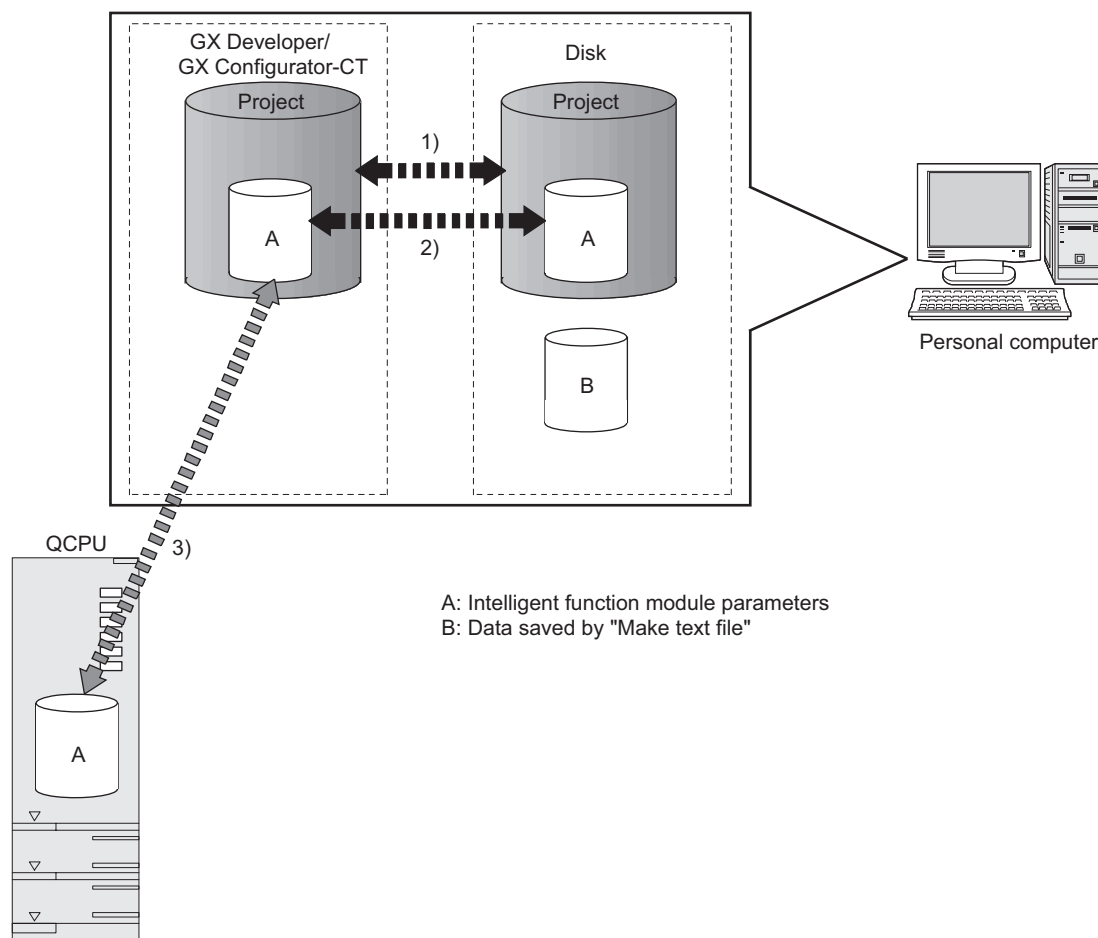 GX Developer/
GX Configurator-CT
Disk
Project
Project
1)
A
A
2)
B
Personal computer
QCPU
3)
A: Intelligent function module parameters
B: Data saved by "Make text file"
A